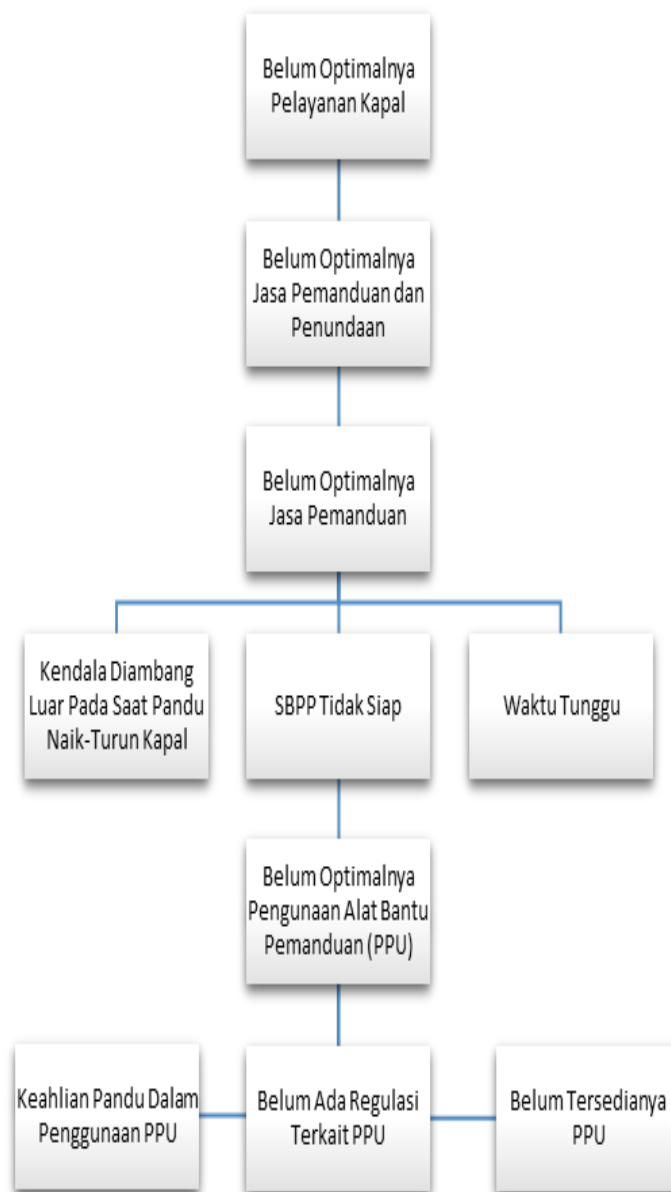 Belum Optimalnya
Pelayanan Kapal
Belum Optimalnya
Jasa Pemanduan dan
Penundaan
Belum Optimalnya
Jasa Pemanduan
Kendala Diambang
Luar Pada Saat Pandu
Naik-Turun Kapal
SBPP Tidak Siap
Waktu Tunggu
Belum Optimalnya
Pengunaan Alat Bantu
Pemanduan (PPU)
Keahlian Pandu Dalam
Penggunaan PPU
Belum Ada Regulasi
Terkait PPU
Belum Tersedianya
PPU